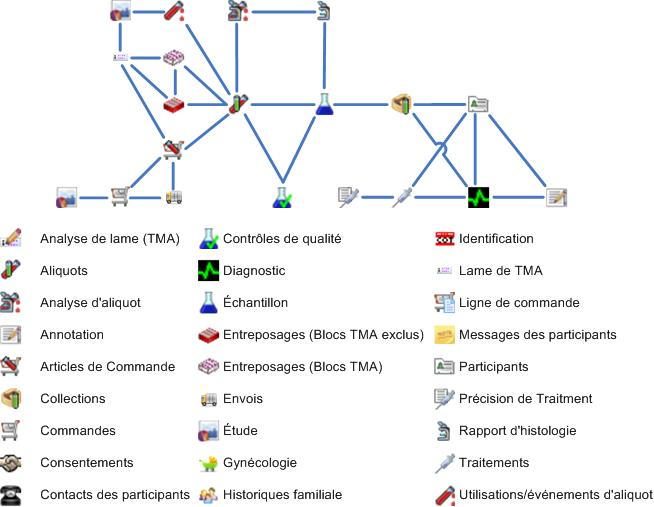 Analyse de lame (TMA)
Contrôles de qualité
Identification
Aliquots
Diagnostic
Lame de TMA
Analyse d'aliquot
Échantillon
Ligne de commande
Annotation
Entreposages (Blocs TMA exclus)
Messages des participants
Articles de Commande
Entreposages (Blocs TMA)
Participants
Collections
Envois
Précision de Traitement
Commandes
Étude
Rapport d'histologie
Consentements
Gynécologie
Traitements
Contacts des participants
Historiques familiale
Utilisations/événements d'aliquot